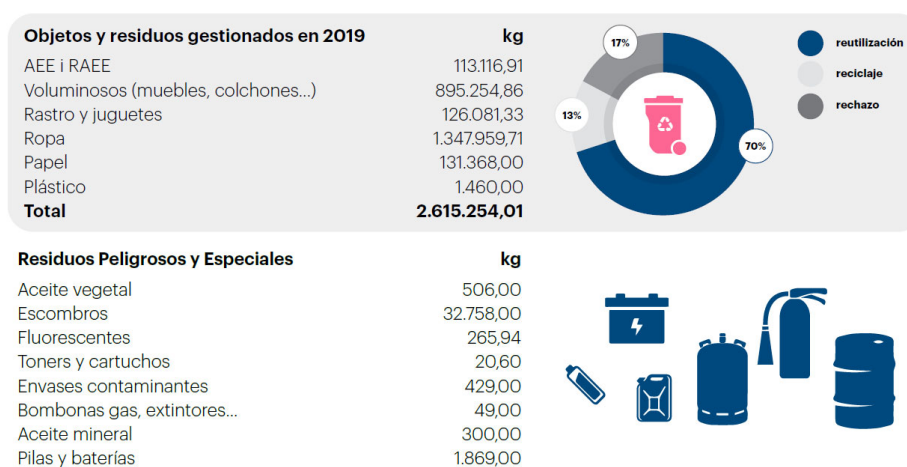 Objetos y residuos gestionados en 2019 kg
AEE i RAEE 113.116,91
Voluminosos (muebles, colchones...) 895.254,86
Rastro y juguetes 126.081,33
Ropa 1.347.959,71
Papel 131.368,00
Plástico 1.460,00
Total 2.615.254,01
17%
13%
70%
reutilización
reciclaje
rechazo
Residuos Peligrosos y Especiales kg
Aceite vegetal 506,00
Escombros 32.758,00
Fluorescentes 265,94
Toners y cartuchos 20,60
Envases contaminantes 429,00
Bombonas gas, extintores... 49,00
Aceite mineral 300,00
Pilas y baterías 1.869,00